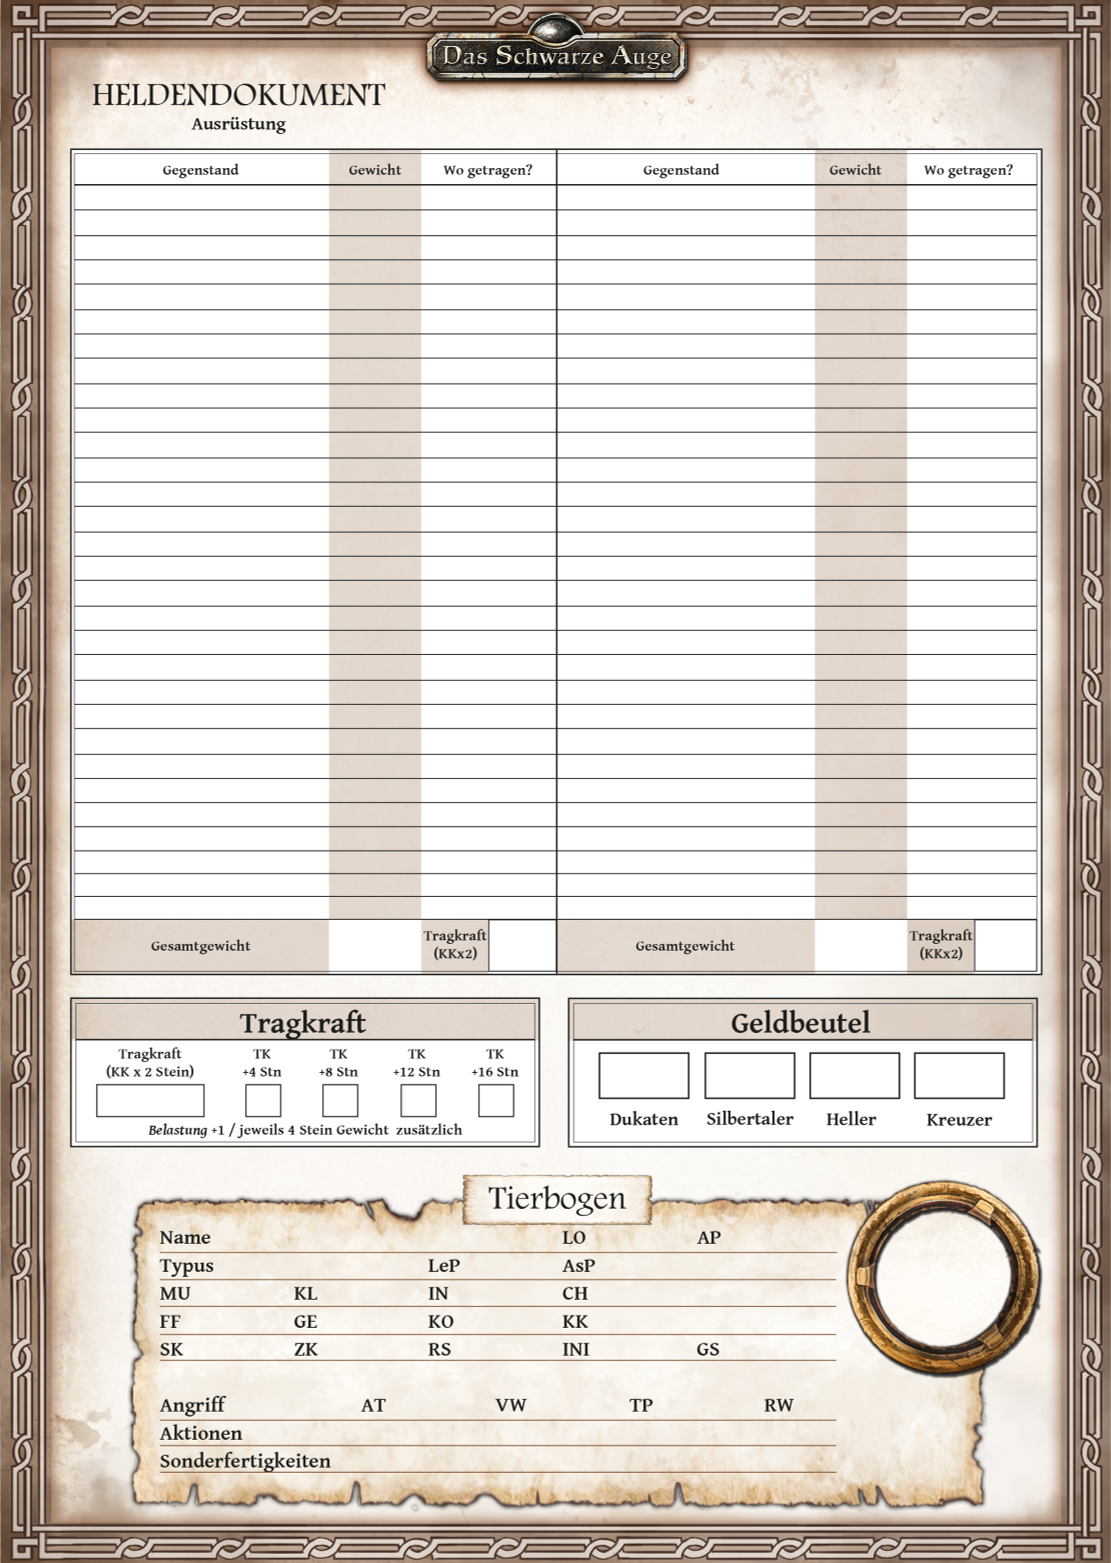 Das Schwarze Auge
HELDENDOKUMENT
Ausrüstung
Gegenstand Gewicht Wo getragen? Gegenstand Gewicht Wo getragen?
Gesamtgewicht Tragkraft (KKx2) Gesamtgewicht Tragkraft (KKx2)
Tragkraft
Tragkraft TK TK TK TK
(KK x 2 Stein) +4 Stn +8 Stn +12 Stn +16 Stn
Belastung +1 / jeweils 4 Stein Gewicht zusätzlich
Geldbeutel
Dukaten Silbertaler Heller Kreuzer
Tierbogen
Name LO AP
Typus LeP AsP
MU KL IN CH
FF GE KO KK
SK ZK RS INI GS
Angriff AT VW TP RW
Aktionen
Sonderfertigkeiten